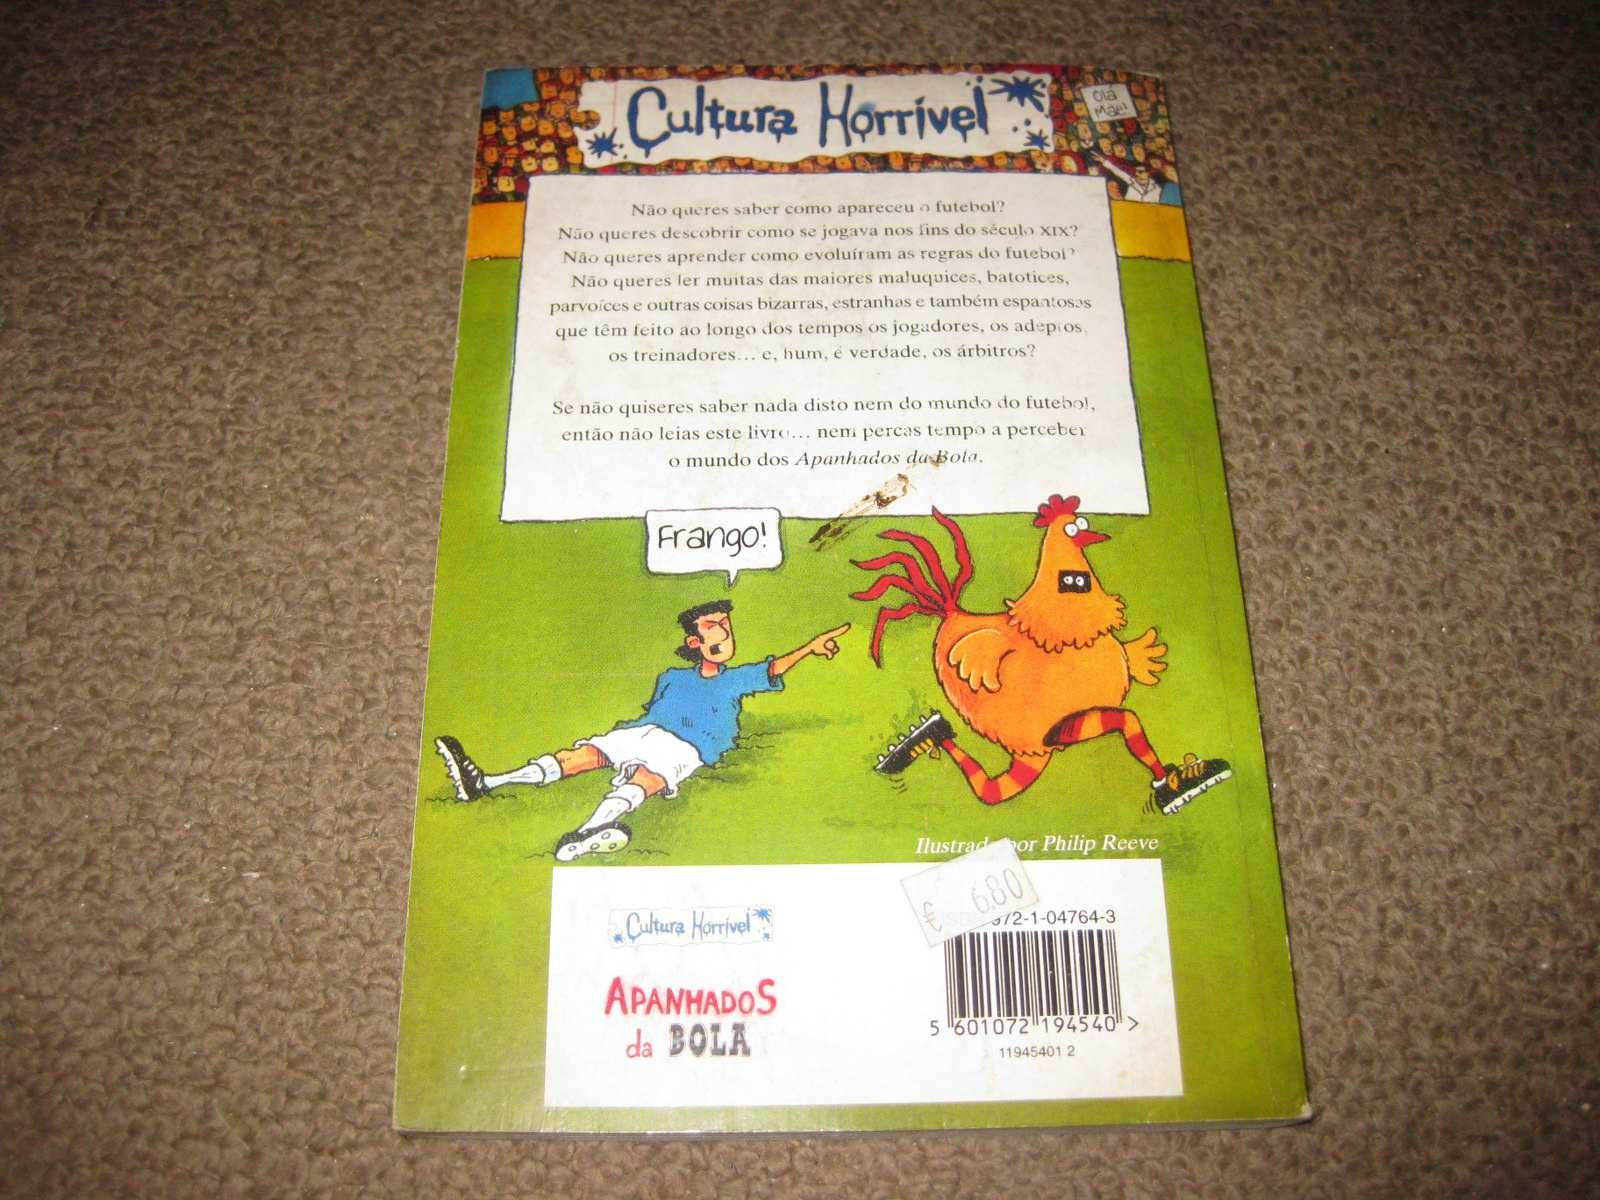 Cultura Horrível
Olá
Mãe!
Não queres saber como apareceu o futebol?
Não queres descobrir como se jogava nos fins do século XIX?
Não queres aprender como evoluíram as regras do futebol?
Não queres ler muitas das maiores maluquices, batotices,
parvoíces e outras coisas bizarras, estranhas e também espantosas
que têm feito ao longo dos tempos os jogadores, os adeptos,
os treinadores... e, hum, é verdade, os árbitros?
Se não quiseres saber nada disto nem do mundo do futebol,
então não leias este livro... nem percas tempo a perceber
o mundo dos Apanhados da Bola.
Frango!
Ilustrado por Philip Reeve
€ 6.80
972-1-04764-3
Cultura Horrível
APANHADOS
da BOLA
5 601072 194540 >
11945401 2